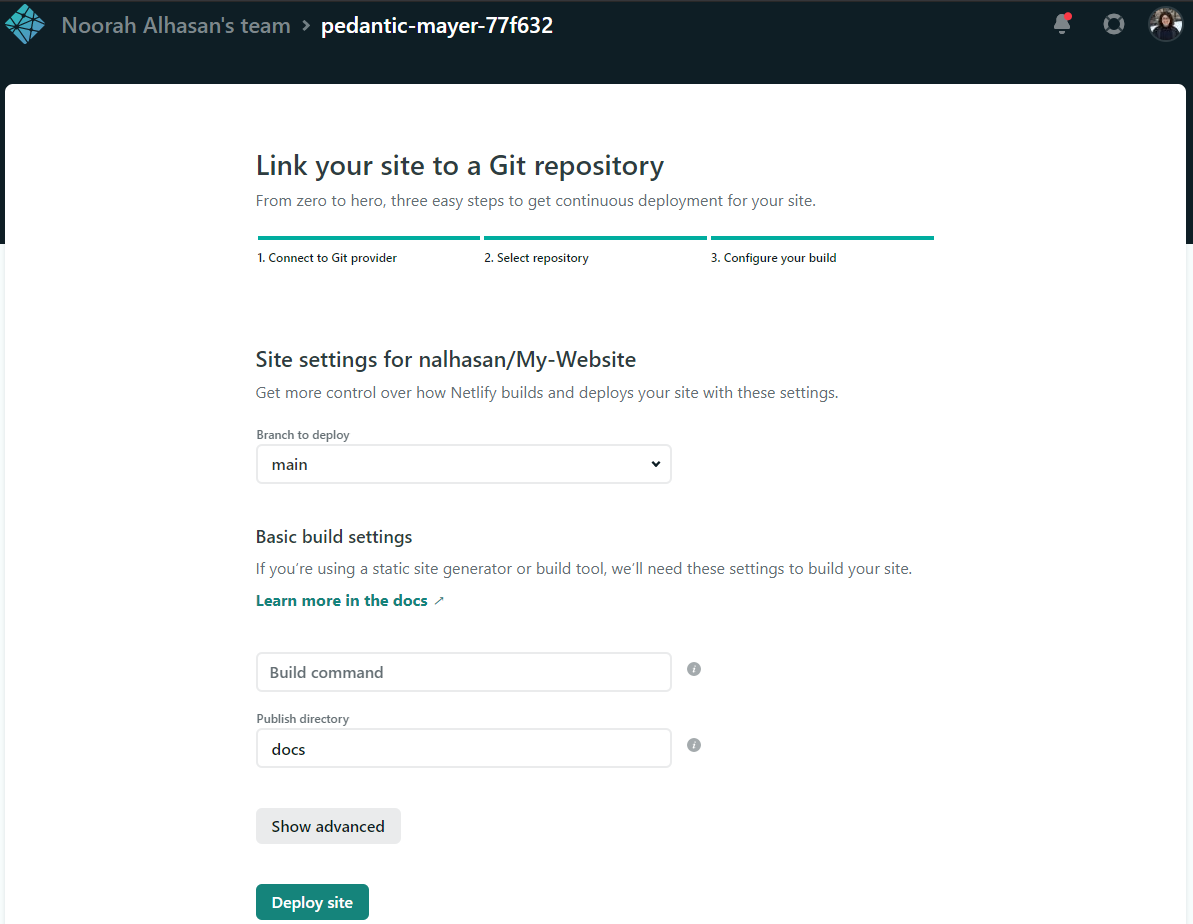 Noorah Alhasan's team > pedantic-mayer-77f632
Link your site to a Git repository
From zero to hero, three easy steps to get continuous deployment for your site.
1. Connect to Git provider 2. Select repository 3. Configure your build
Site settings for nalhasan/My-Website
Get more control over how Netlify builds and deploys your site with these settings.
Branch to deploy
main
Basic build settings
If you’re using a static site generator or build tool, we’ll need these settings to build your site.
Learn more in the docs ↗
Build command
Publish directory
docs
Show advanced
Deploy site